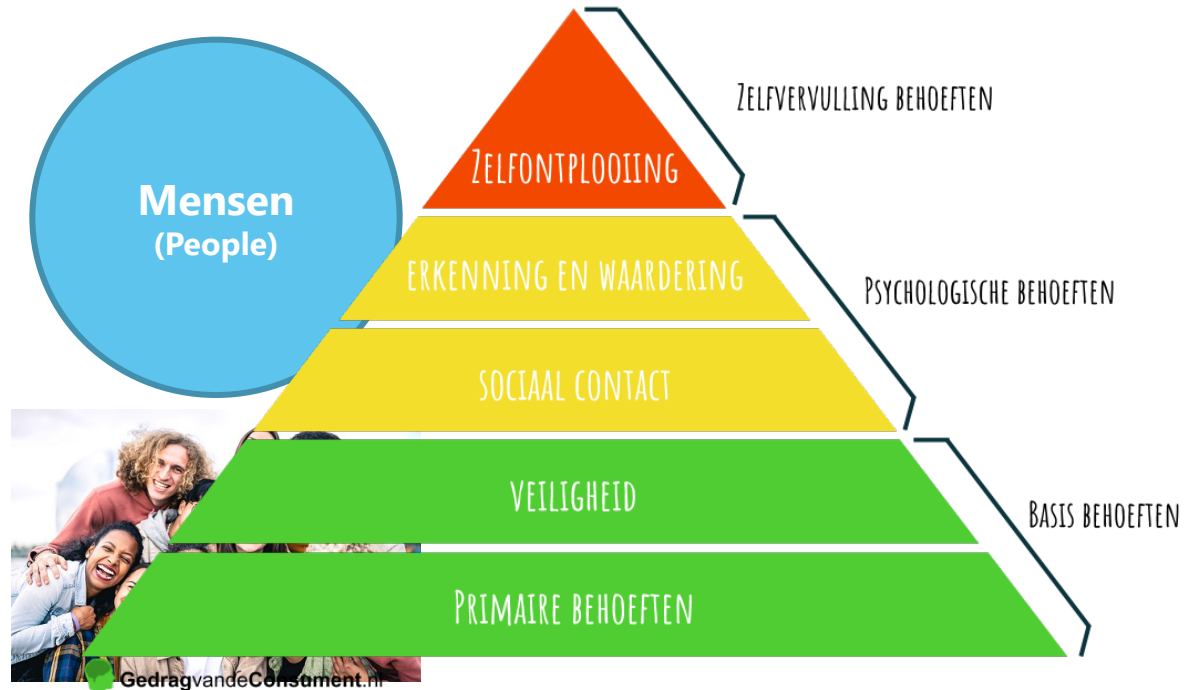 Mensen
(People)
Zelfontplooiing
Zelfvervulling behoeften
erkenning en waardering
Psychologische behoeften
sociaal contact
veiligheid
Basis behoeften
Primaire behoeften
GedragvandeConsument.nl